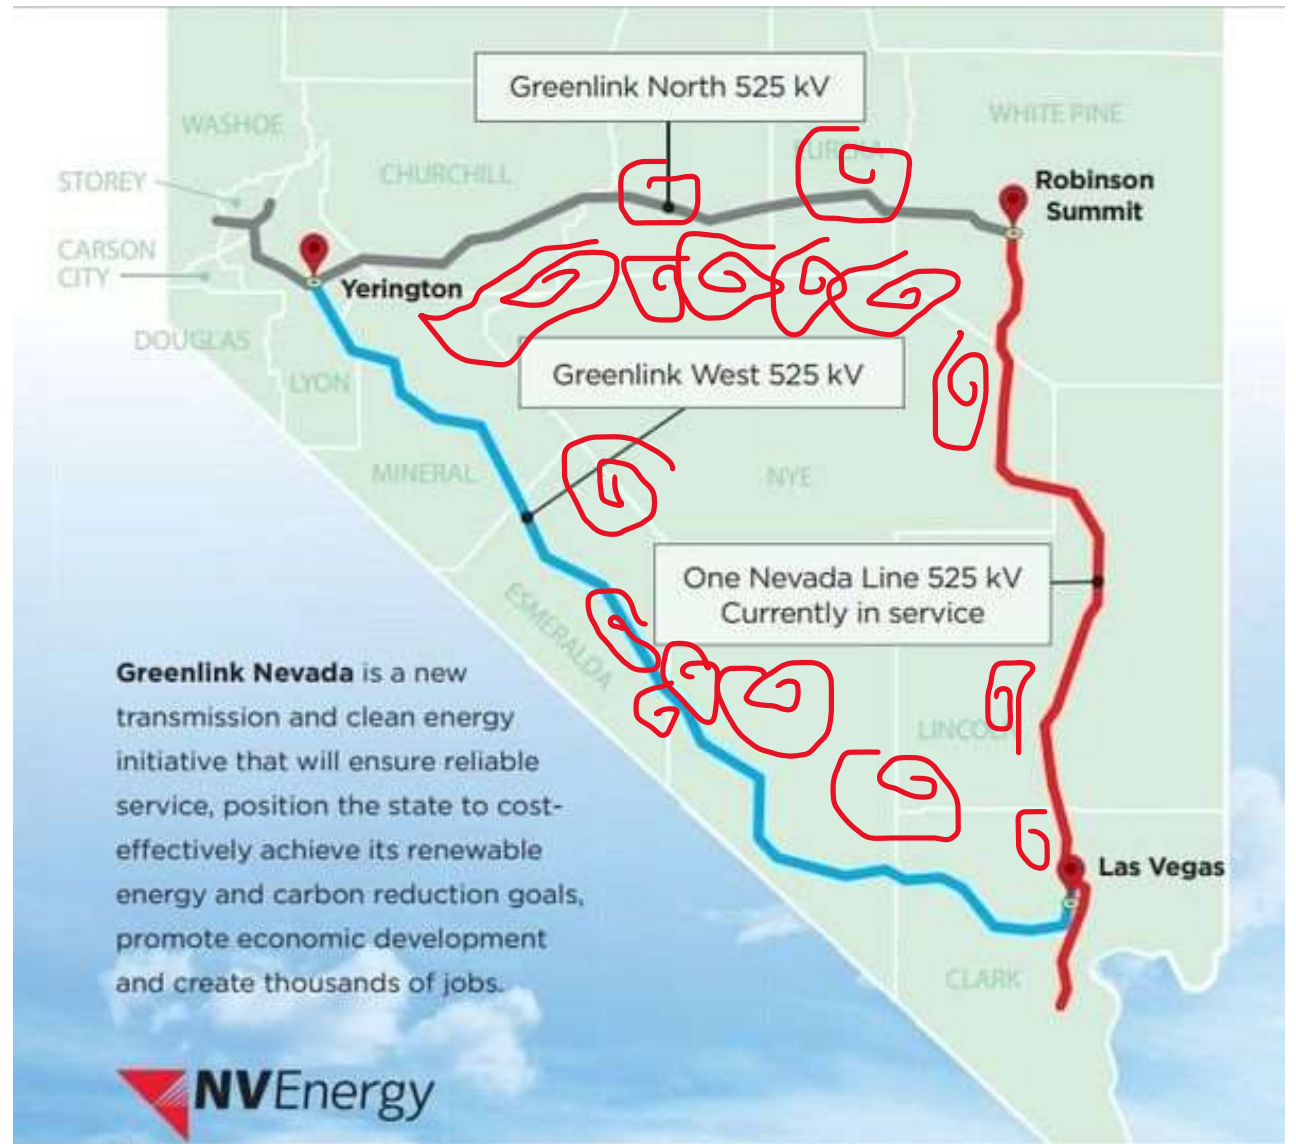 Greenlink North 525 kV
WASHOE
WHITE PINE
EUREKA
CHURCHILL
STOREY
Robinson
Summit
CARSON
CITY
Yerington
DOUGLAS
LYON
Greenlink West 525 kV
MINERAL
NYE
One Nevada Line 525 kV
Currently in service
ESMERALDA
LINCOLN
Las Vegas
CLARK
Greenlink Nevada is a new
transmission and clean energy
initiative that will ensure reliable
service, position the state to cost-
effectively achieve its renewable
energy and carbon reduction goals,
promote economic development
and create thousands of jobs.
NVEnergy